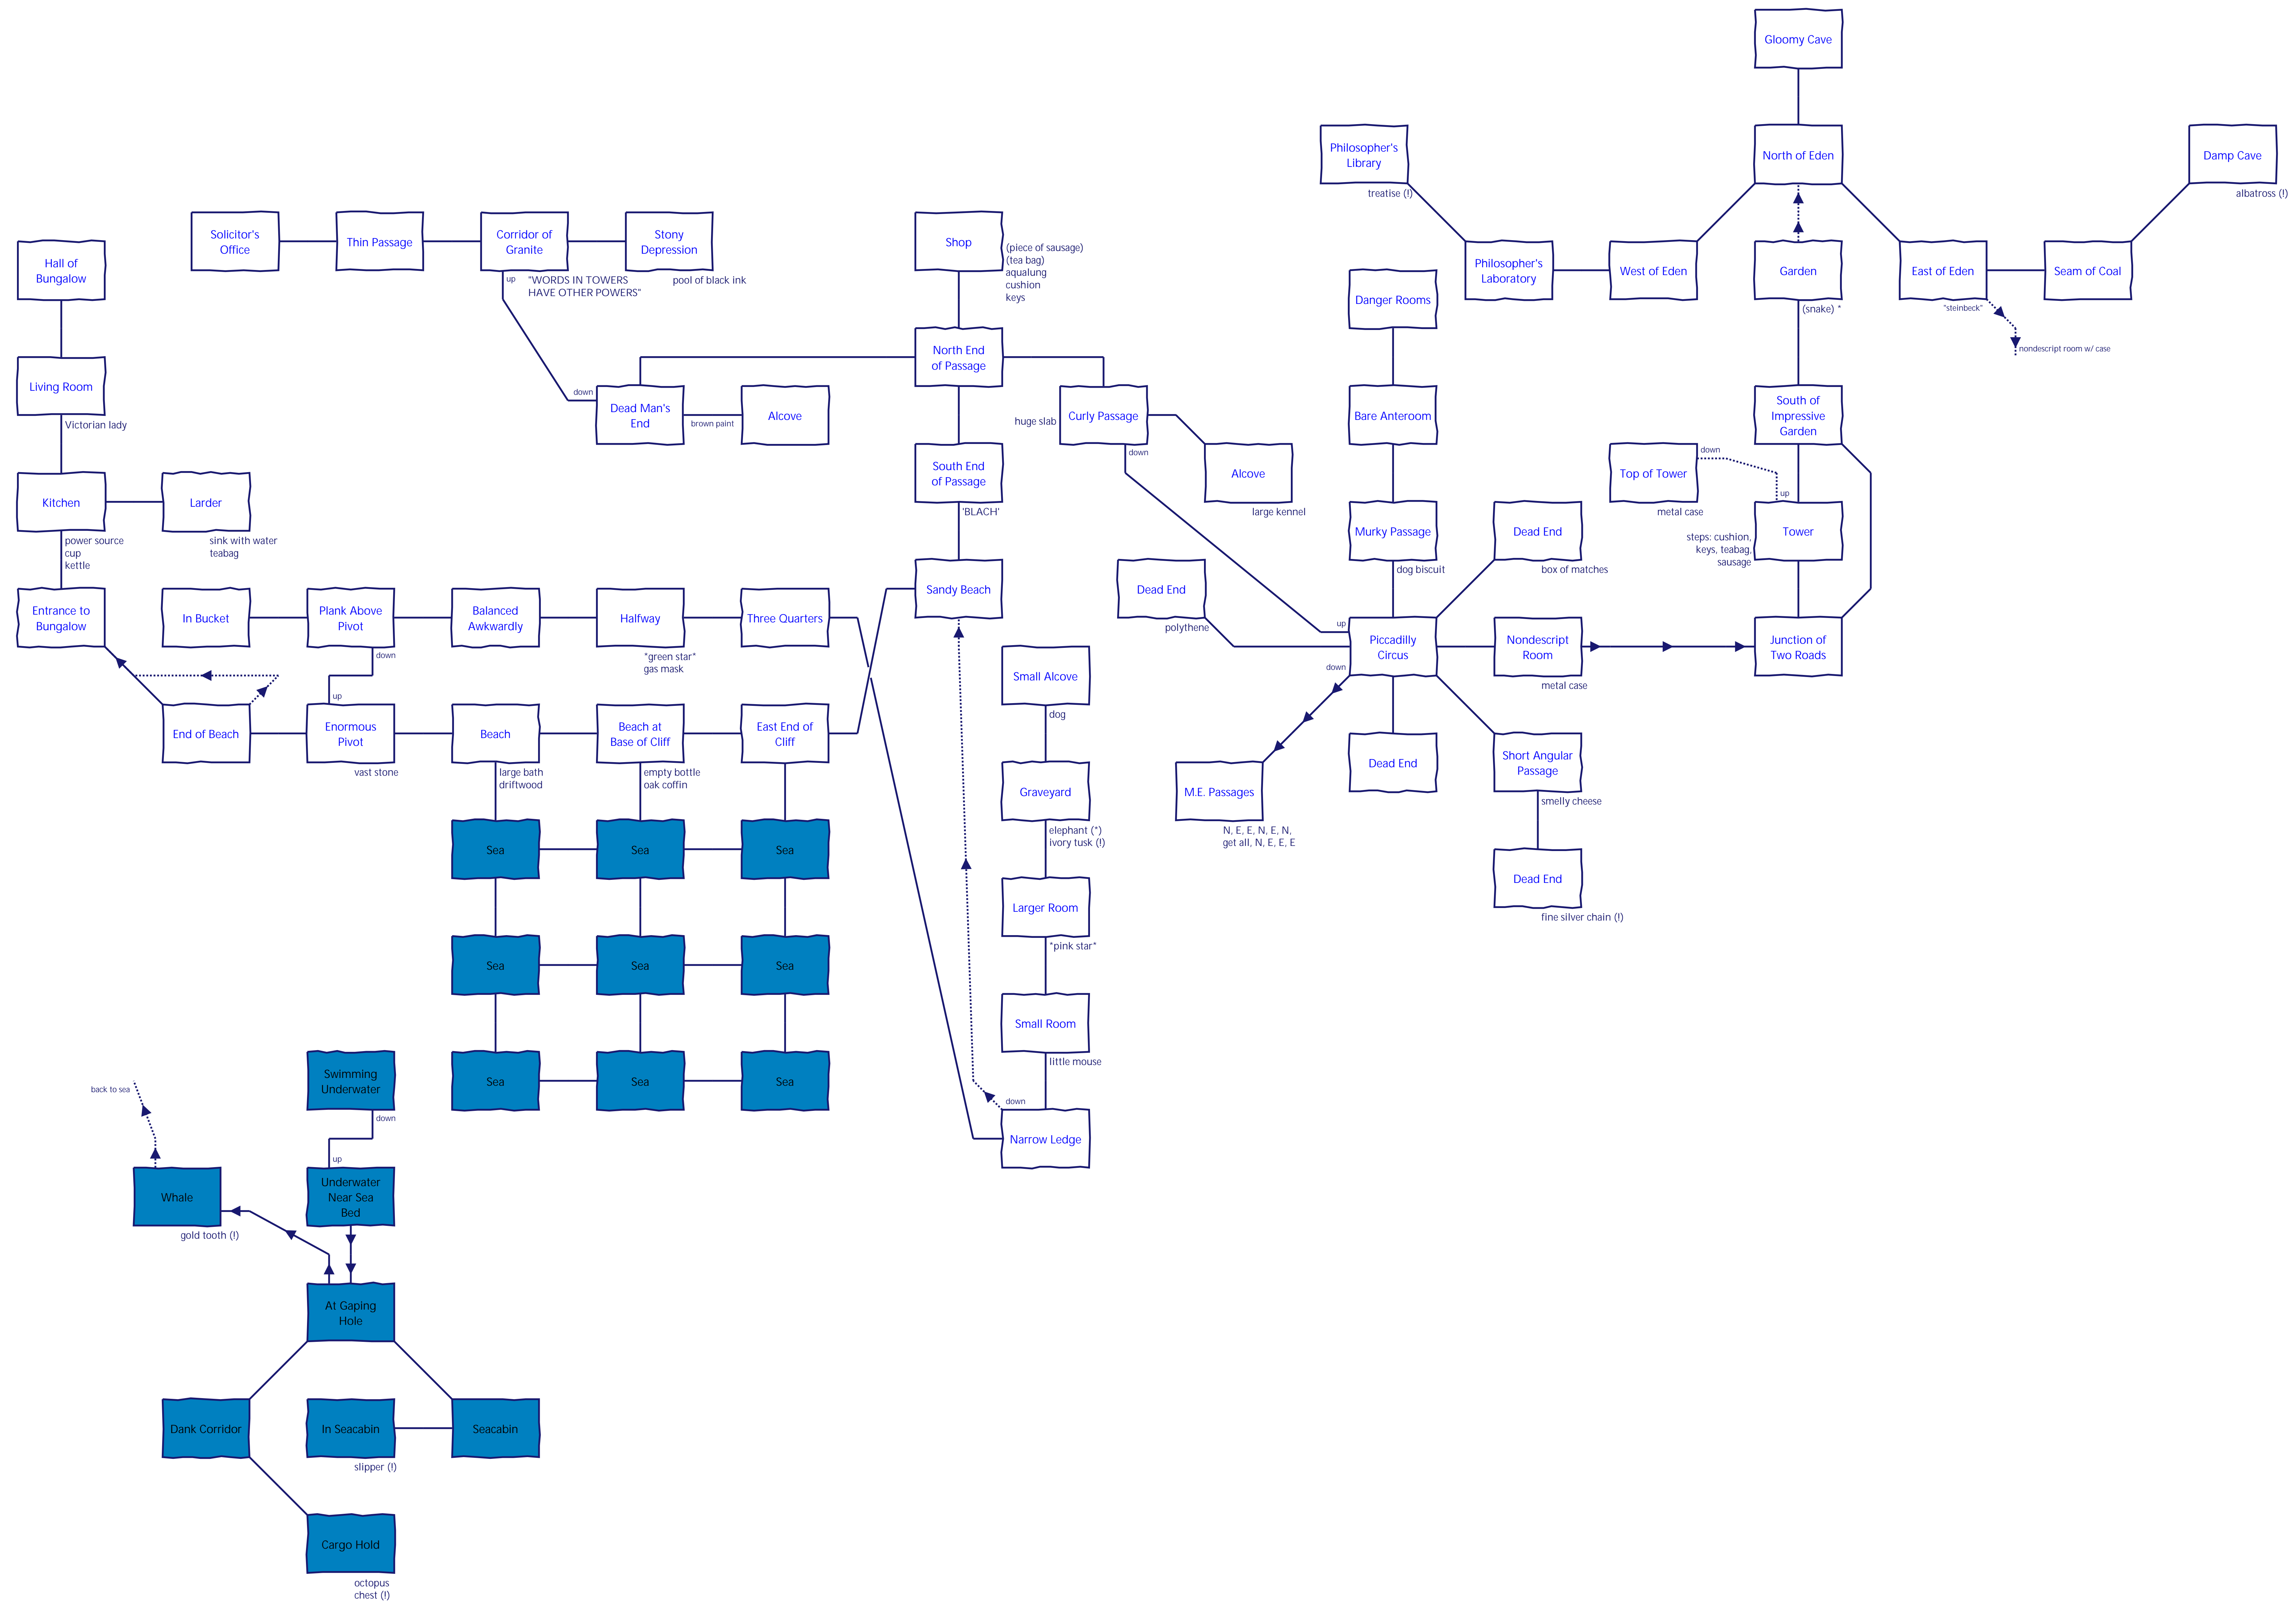 Gloomy Cave
Philosopher's
Library
treatise (!)
North of Eden
Damp Cave
albatross (!)
Solicitor's
Office
Thin Passage
Corridor of
Granite
up
"WORDS IN TOWERS
HAVE OTHER POWERS"
Stony
Depression
pool of black ink
Shop
(piece of sausage)
(tea bag)
aqualung
cushion
keys
Hall of
Bungalow
Danger Rooms
Philosopher's
Laboratory
West of Eden
Garden
(snake) *
East of Eden
"steinbeck"
nondescript room w/ case
Seam of Coal
Living Room
Victorian lady
North End
of Passage
down
Dead Man's
End
brown paint
Alcove
huge slab
Curly Passage
down
Bare Anteroom
South of
Impressive
Garden
Kitchen
power source
cup
kettle
Larder
sink with water
teabag
South End
of Passage
'BLACH'
Alcove
large kennel
Top of Tower
down
metal case
Murky Passage
dog biscuit
Dead End
box of matches
up
Tower
steps: cushion,
keys, teabag,
sausage
Entrance to
Bungalow
In Bucket
Plank Above
Pivot
down
Balanced
Awkwardly
Halfway
*green star*
gas mask
Three Quarters
Sandy Beach
Dead End
polythene
up
Piccadilly
Circus
down
Nondescript
Room
metal case
Junction of
Two Roads
Small Alcove
dog
End of Beach
up
Enormous
Pivot
vast stone
Beach
large bath
driftwood
Beach at
Base of Cliff
empty bottle
oak coffin
East End of
Cliff
Dead End
Short Angular
Passage
smelly cheese
Graveyard
elephant (*)
ivory tusk (!)
M.E. Passages
N, E, E, N, E, N,
get all, N, E, E, E
Sea
Sea
Sea
Dead End
fine silver chain (!)
Larger Room
*pink star*
Sea
Sea
Sea
Small Room
little mouse
Swimming
Underwater
down
Sea
Sea
Sea
back to sea
down
Narrow Ledge
up
Whale
gold tooth (!)
Underwater
Near Sea
Bed
At Gaping
Hole
Dank Corridor
In Seacabin
slipper (!)
Seacabin
Cargo Hold
octopus
chest (!)